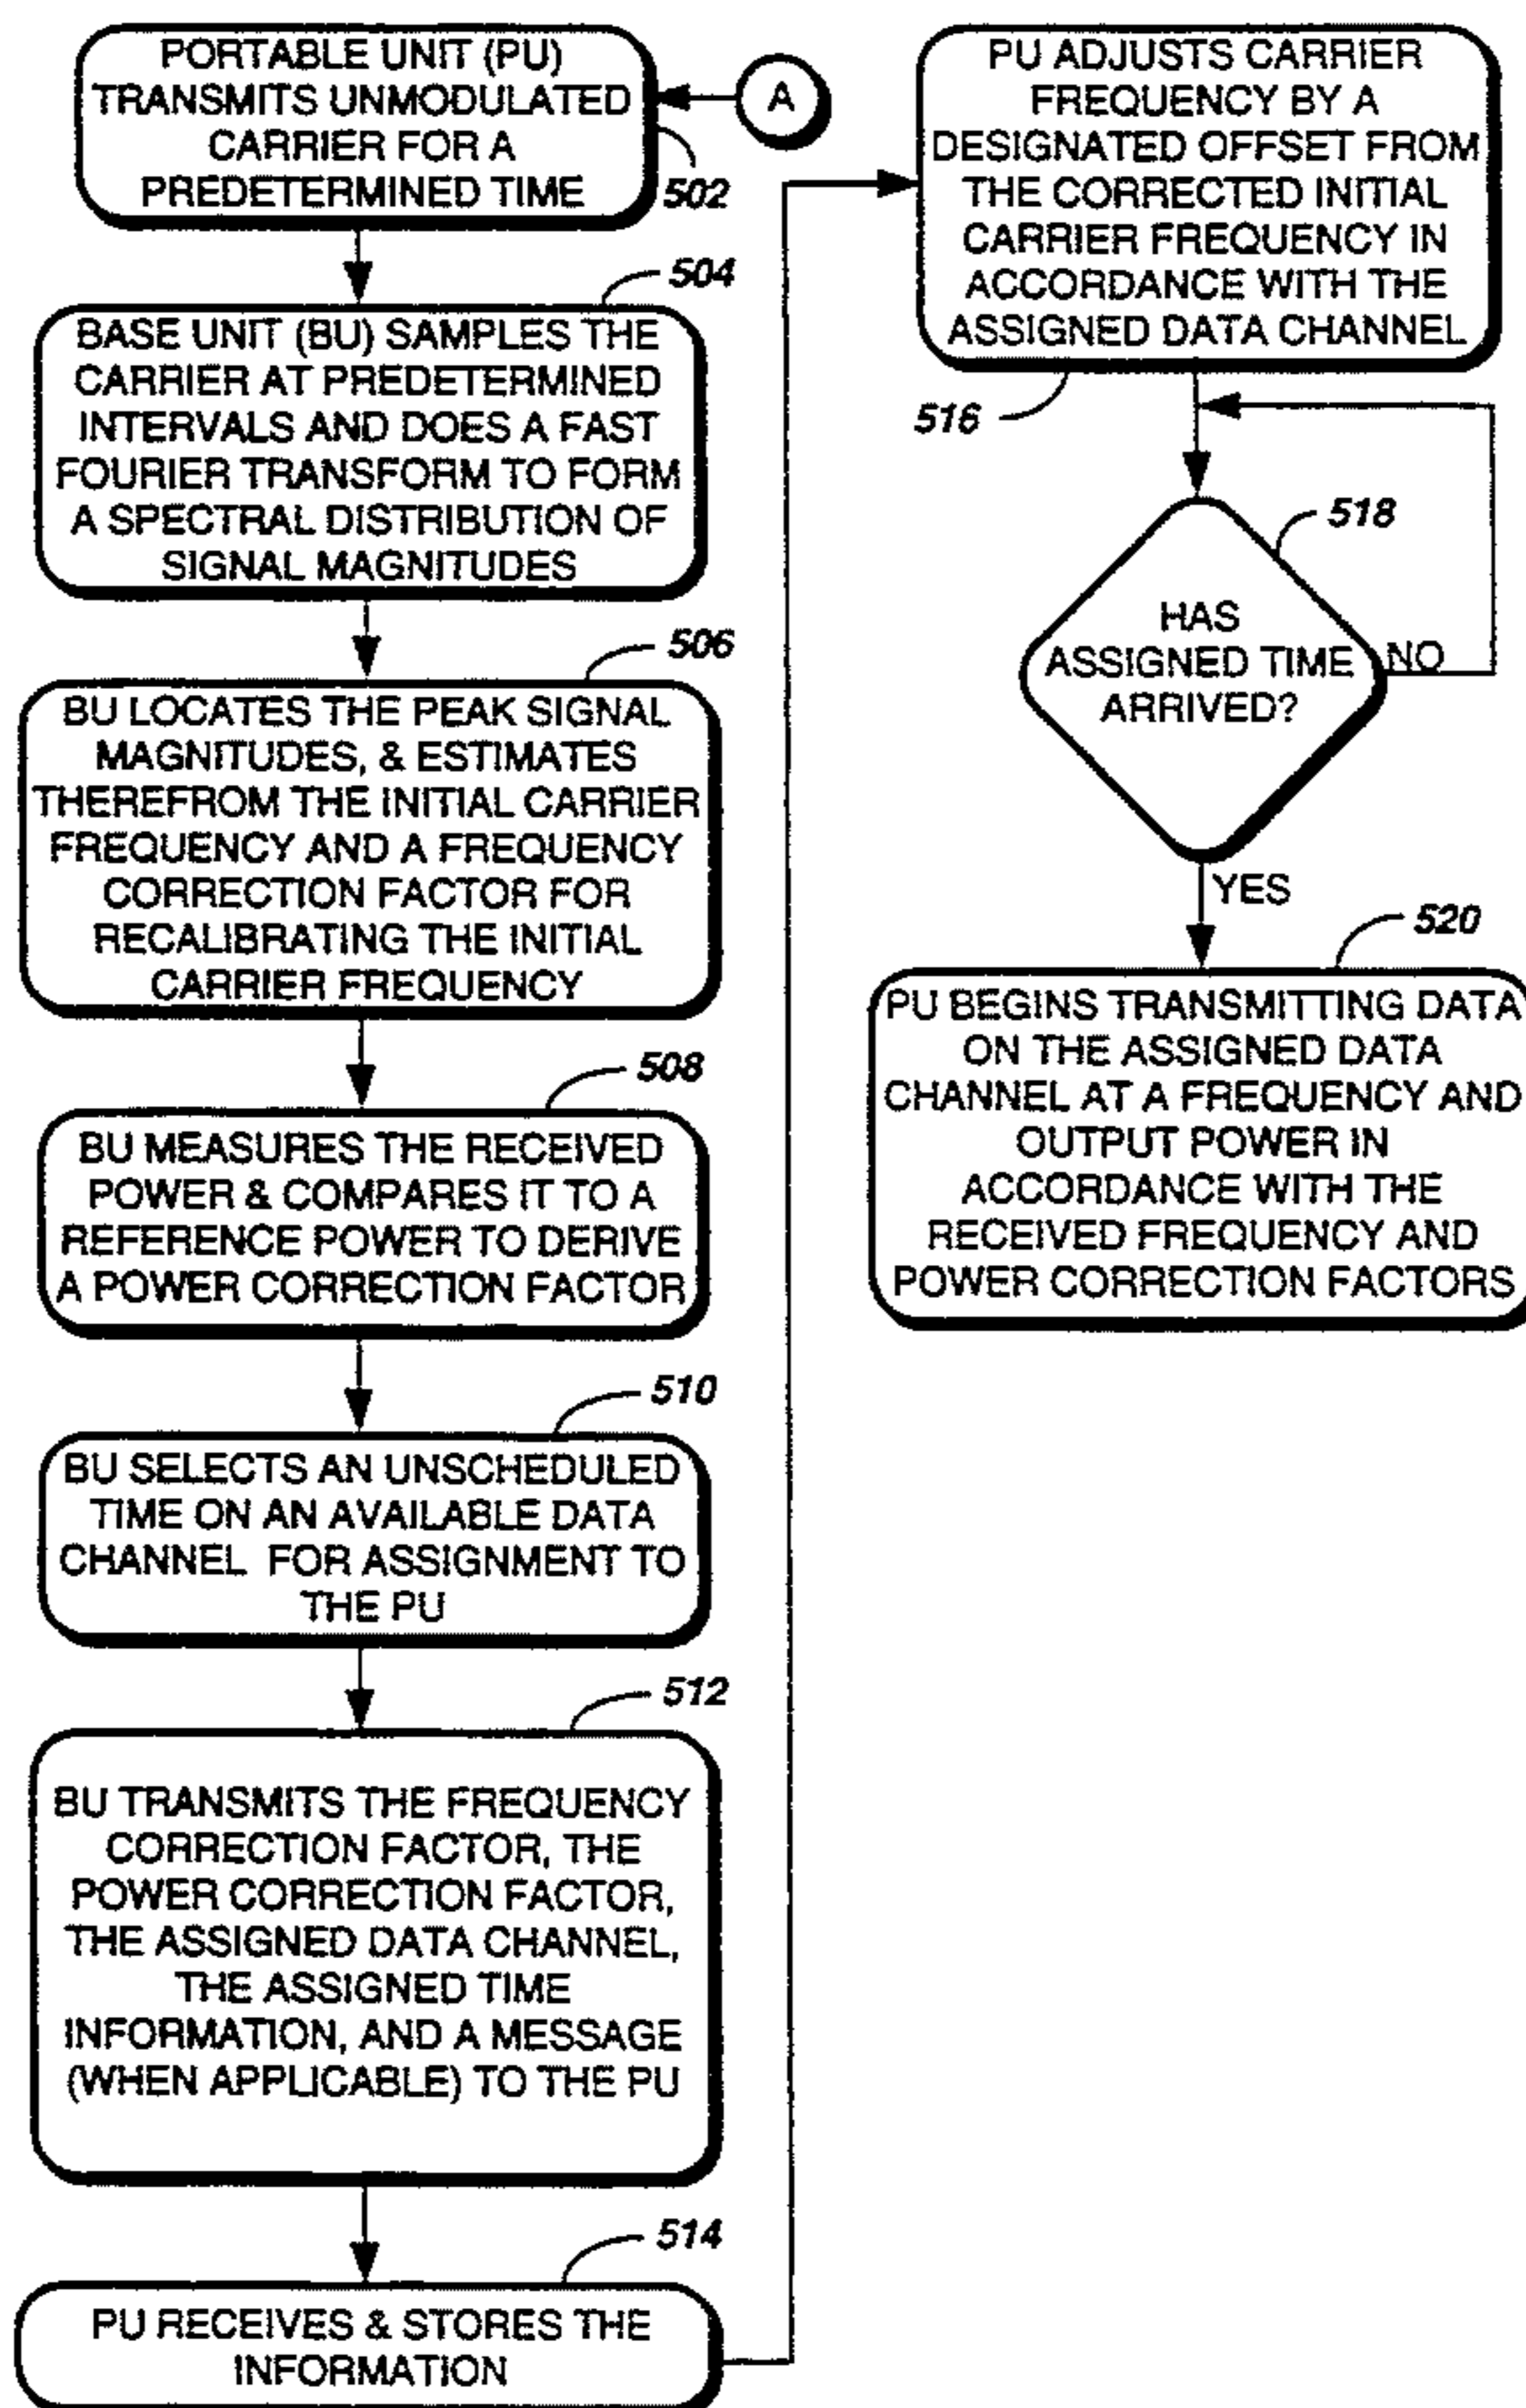 PORTABLE UNIT (PU)
TRANSMITS UNMODULATED
CARRIER FOR A
PREDETERMINED TIME
502
A
504
BASE UNIT (BU) SAMPLES THE
CARRIER AT PREDETERMINED
INTERVALS AND DOES A FAST
FOURIER TRANSFORM TO FORM
A SPECTRAL DISTRIBUTION OF
SIGNAL MAGNITUDES
506
BU LOCATES THE PEAK SIGNAL
MAGNITUDES, & ESTIMATES
THEREFROM THE INITIAL CARRIER
FREQUENCY AND A FREQUENCY
CORRECTION FACTOR FOR
RECALIBRATING THE INITIAL
CARRIER FREQUENCY
508
BU MEASURES THE RECEIVED
POWER & COMPARES IT TO A
REFERENCE POWER TO DERIVE
A POWER CORRECTION FACTOR
510
BU SELECTS AN UNSCHEDULED
TIME ON AN AVAILABLE DATA
CHANNEL FOR ASSIGNMENT TO
THE PU
512
BU TRANSMITS THE FREQUENCY
CORRECTION FACTOR, THE
POWER CORRECTION FACTOR,
THE ASSIGNED DATA CHANNEL,
THE ASSIGNED TIME
INFORMATION, AND A MESSAGE
(WHEN APPLICABLE) TO THE PU
514
PU RECEIVES & STORES THE
INFORMATION
PU ADJUSTS CARRIER
FREQUENCY BY A
DESIGNATED OFFSET FROM
THE CORRECTED INITIAL
CARRIER FREQUENCY IN
ACCORDANCE WITH THE
ASSIGNED DATA CHANNEL
516
518
HAS
ASSIGNED TIME
ARRIVED?
NO
YES
520
PU BEGINS TRANSMITTING DATA
ON THE ASSIGNED DATA
CHANNEL AT A FREQUENCY AND
OUTPUT POWER IN
ACCORDANCE WITH THE
RECEIVED FREQUENCY AND
POWER CORRECTION FACTORS